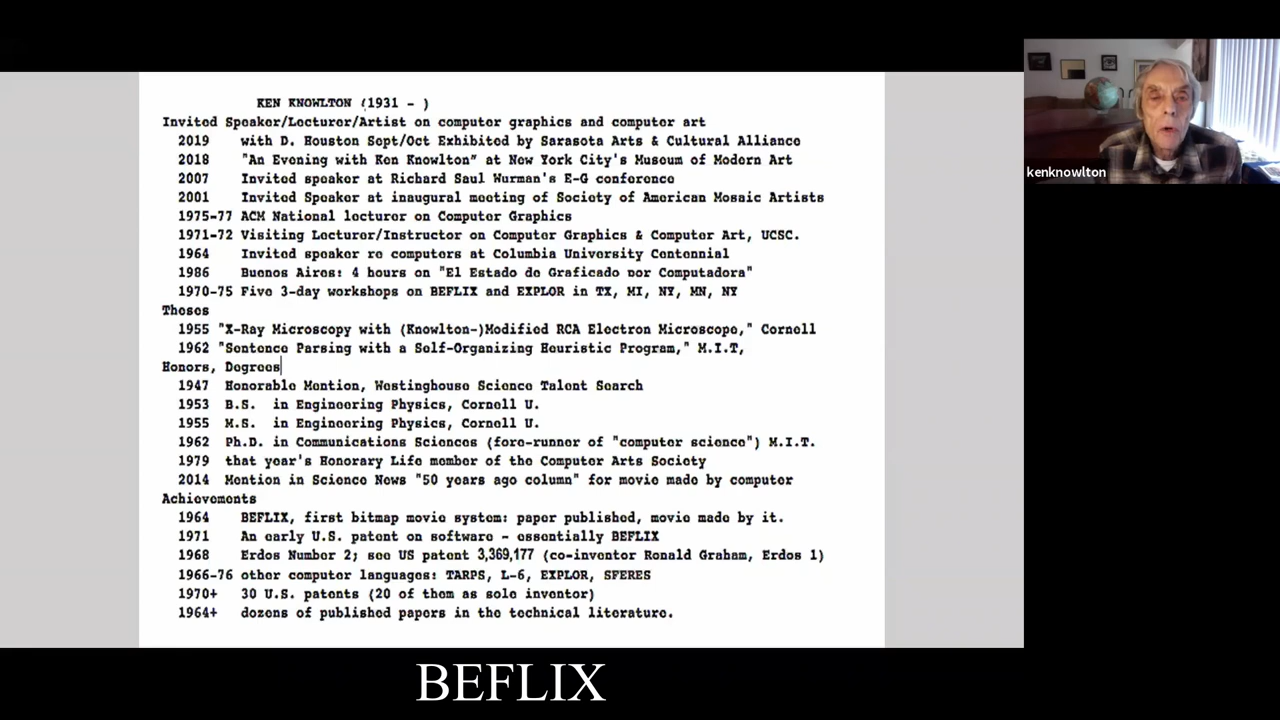 KEN KNOWLTON (1931 - )
Invited Speaker/Lecturer/Artist on computer graphics and computer art
2019 with D. Houston Sept/Oct Exhibited by Sarasota Arts & Cultural Alliance
2018 "An Evening with Ken Knowlton" at New York City's Museum of Modern Art
2007 Invited speaker at Richard Saul Wurman's E-G conference
2001 Invited Speaker at inaugural meeting of Society of American Mosaic Artists
1975-77 ACM National lecturer on Computer Graphics
1971-72 Visiting Lecturer/Instructor on Computer Graphics & Computer Art, UCSC.
1964 Invited speaker re computers at Columbia University Centennial
1986 Buenos Aires: 4 hours on "El Estado de Graficado por Computadora"
1970-75 Five 3-day workshops on BEFLIX and EXPLOR in TX, MI, NY, MN, NY
Theses
1955 "X-Ray Microscopy with (Knowlton-)Modified RCA Electron Microscope," Cornell
1962 "Sentence Parsing with a Self-Organizing Heuristic Program," M.I.T,
Honors, Degrees
1947 Honorable Mention, Westinghouse Science Talent Search
1953 B.S. in Engineering Physics, Cornell U.
1955 M.S. in Engineering Physics, Cornell U.
1962 Ph.D. in Communications Sciences (fore-runner of "computer science") M.I.T.
1979 that year's Honorary Life member of the Computer Arts Society
2014 Mention in Science News "50 years ago column" for movie made by computer
Achievements
1964 BEFLIX, first bitmap movie system: paper published, movie made by it.
1971 An early U.S. patent on software - essentially BEFLIX
1968 Erdos Number 2; see US patent 3,369,177 (co-inventor Ronald Graham, Erdos 1)
1966-76 other computer languages: TARPS, L-6, EXPLOR, SFERES
1970+ 30 U.S. patents (20 of them as sole inventor)
1964+ dozens of published papers in the technical literature.
kenknowlton
BEFLIX